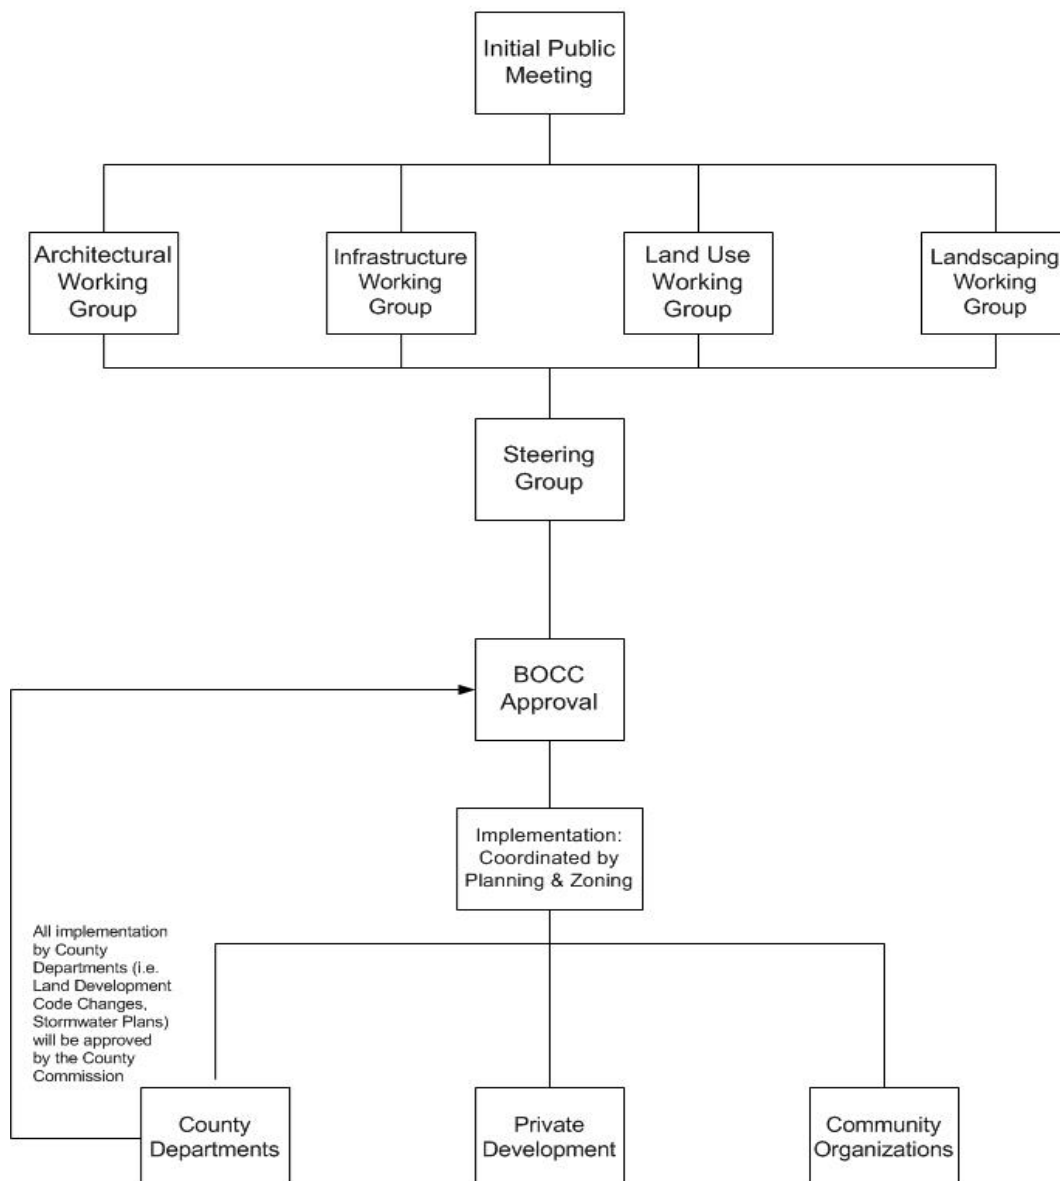 Initial Public
Meeting
Architectural
Working
Group
Infrastructure
Working
Group
Land Use
Working
Group
Landscaping
Working
Group
Steering
Group
BOCC
Approval
Implementation:
Coordinated by
Planning & Zoning
All implementation
by County
Departments (i.e.
Land Development
Code Changes,
Stormwater Plans)
will be approved
by the County
Commission
County
Departments
Private
Development
Community
Organizations